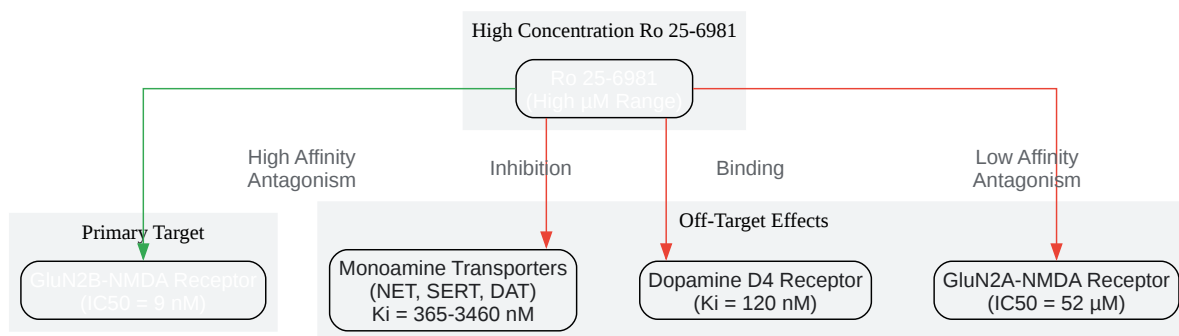 High Concentration Ro 25-6981
Ro 25-6981
(High µM Range)
High Affinity
Antagonism
Inhibition
Binding
Low Affinity
Antagonism
Primary Target
Off-Target Effects
GluN2B-NMDA Receptor
(IC50 = 9 nM)
Monoamine Transporters
(NET, SERT, DAT)
Ki = 365-3460 nM
Dopamine D4 Receptor
(Ki = 120 nM)
GluN2A-NMDA Receptor
(IC50 = 52 µM)